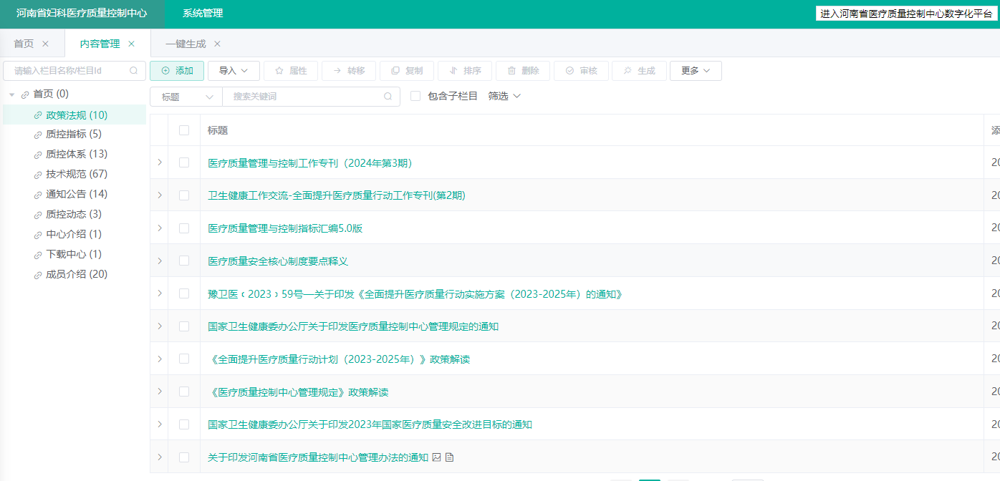 河南省妇科医疗质量控制中心 系统管理 进入河南省医疗质量控制中心数字化平台
首页 内容管理 一键生成
请输入栏目名称/栏目Id 添加 导入 属性 转移 复制 排序 删除 审核 生成 更多
首页 (0)
政策法规 (10)
质控指标 (5)
质控体系 (13)
技术规范 (67)
通知公告 (14)
质控动态 (3)
中心介绍 (1)
下载中心 (1)
成员介绍 (20)
标题 搜索关键词 包含子栏目 筛选
标题 添
医疗质量管理与控制工作专刊（2024年第3期） 20
卫生健康工作交流-全面提升医疗质量行动工作专刊(第2期) 20
医疗质量管理与控制指标汇编5.0版 20
医疗质量安全核心制度要点释义 20
豫卫医﹝2023﹞59号—关于印发《全面提升医疗质量行动实施方案（2023-2025年）的通知》 20
国家卫生健康委办公厅关于印发医疗质量控制中心管理规定的通知 20
《全面提升医疗质量行动计划（2023-2025年）》政策解读 20
《医疗质量控制中心管理规定》政策解读 20
国家卫生健康委办公厅关于印发2023年国家医疗质量安全改进目标的通知 20
关于印发河南省医疗质量控制中心管理办法的通知 20